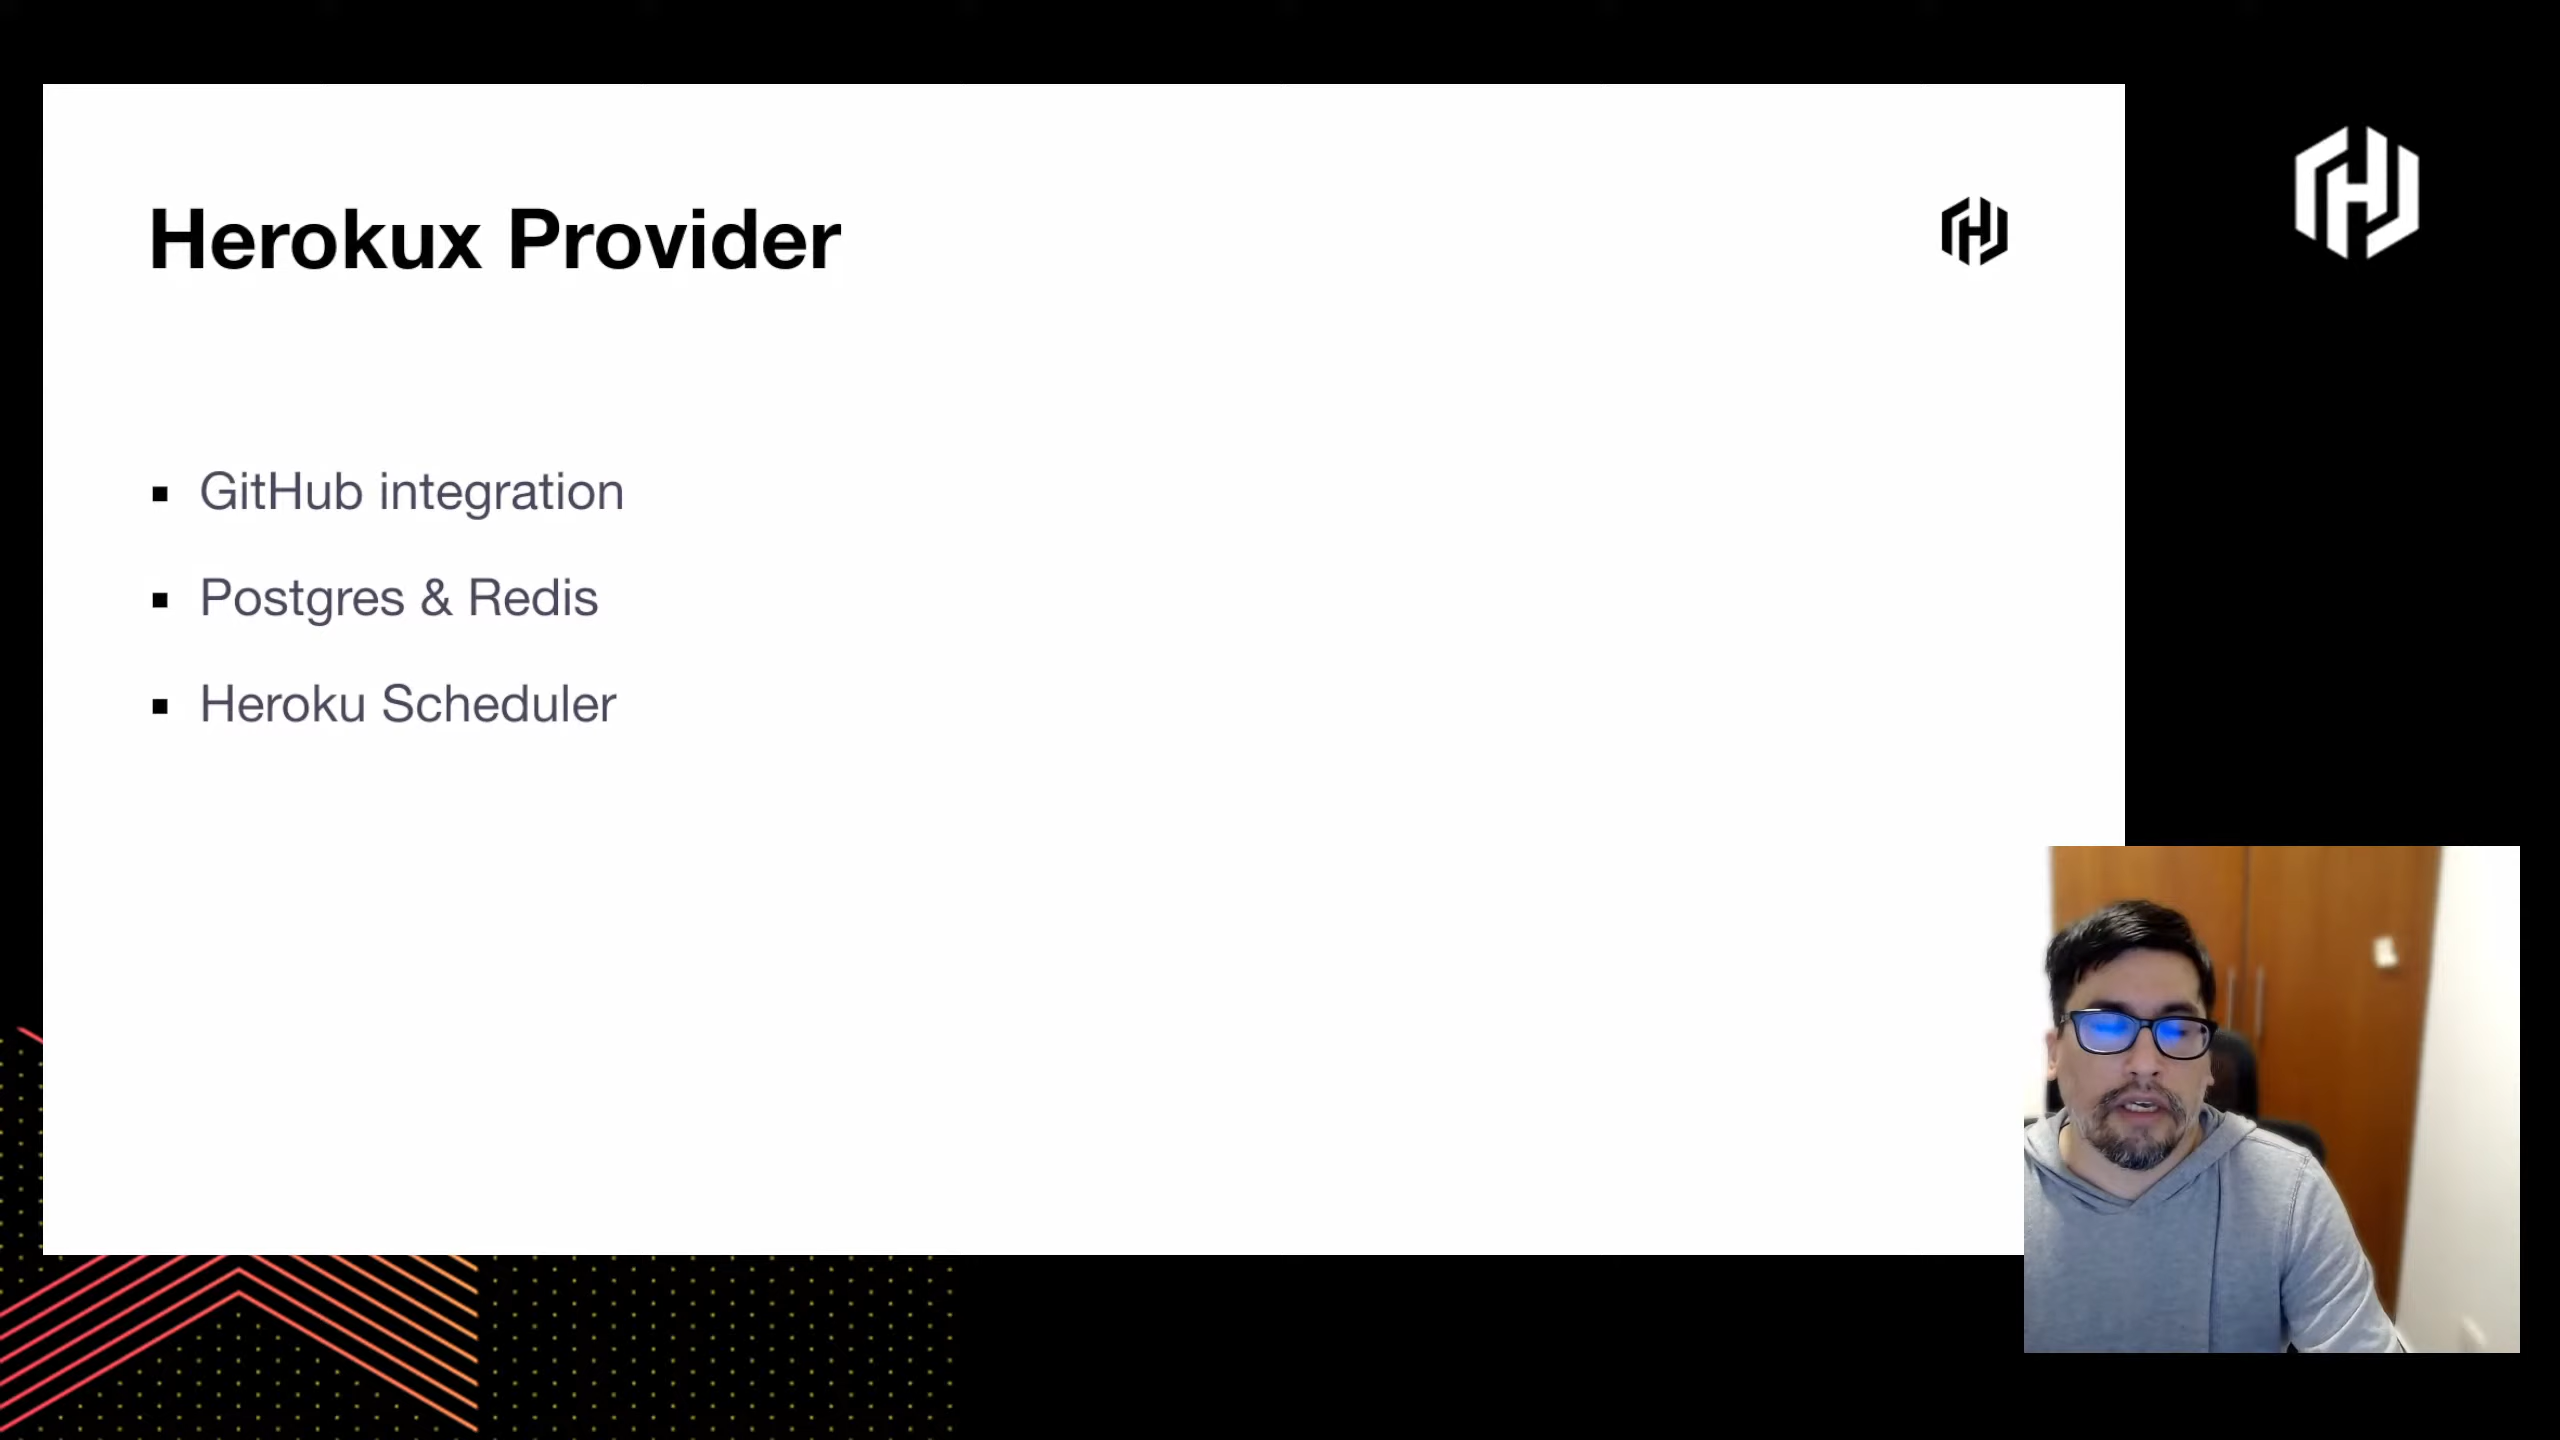 Herokux Provider
GitHub integration
Postgres & Redis
Heroku Scheduler